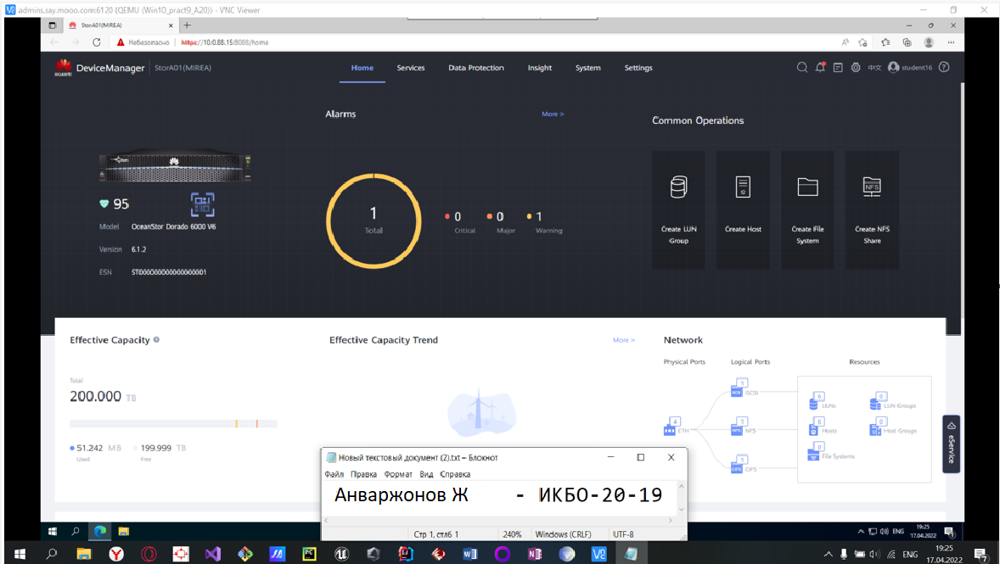 admins.say.mooo.com:6120 (QEMU (Win10_pract9_A20)) - VNC Viewer
StorA01(MIREA)
Небезопасно https://10.0.88.15:8088/home
HUAWEI DeviceManager StorA01(MIREA) Home Services Data Protection Insight System Settings 中文 student16
Alarms More >
Common Operations
95
Model OceanStor Dorado 6000 V6
Version 6.1.2
ESN ST0000000000000001
1
Total
0 0 1
Critical Major Warning
Create LUN Group
Create Host
Create File System
NFS
Create NFS Share
Effective Capacity
Total
200.000 TB
51.242 MB 199.999 TB
Used Free
Effective Capacity Trend More >
Network
Physical Ports Logical Ports Resources
4 ETH
5 iSCSI
5 NFS
1 CIFS
6 LUNs
0 LUN Groups
6 Hosts
0 Host Groups
0 File Systems
eService
Новый текстовый документ (2).txt – Блокнот
Файл Правка Формат Вид Справка
Анваржонов Ж - ИКБО-20-19
Стр 1, стлб 1 240% Windows (CRLF) UTF-8
ENG 19:25
17.04.2022
ENG 19:25
17.04.2022